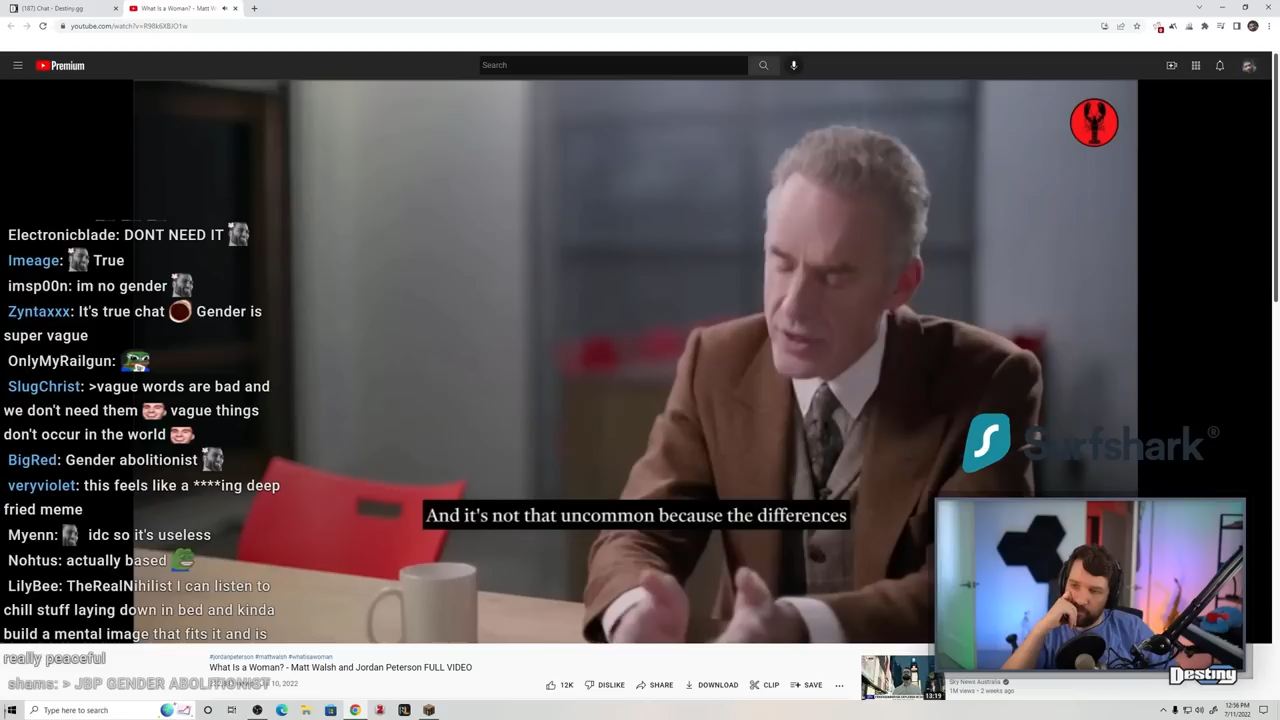 (187) Chat - Destiny.gg
What Is a Woman? - Matt W
youtube.com/watch?v=R98k6XBJO1w
Premium
Search
Electronicblade: DONT NEED IT
Imeage: True
imsp00n: im no gender
Zyntaxxx: It's true chat Gender is
super vague
OnlyMyRailgun:
SlugChrist: >vague words are bad and
we don't need them vague things
don't occur in the world
BigRed: Gender abolitionist
veryviolet: this feels like a ****ing deep
fried meme
Myenn: idc so it's useless
Nohtus: actually based
LilyBee: TheRealNihilist I can listen to
chill stuff laying down in bed and kinda
build a mental image that fits it and is
really peaceful
shams: > JBP GENDER ABOLITIONIST
And it's not that uncommon because the differences
Surfshark®
Destiny
#jordanpeterson #mattwalsh #whatisawoman
What Is a Woman? - Matt Walsh and Jordan Peterson FULL VIDEO
10, 2022
12K DISLIKE SHARE DOWNLOAD CLIP SAVE
13:19
Sky News Australia
1M views • 2 weeks ago
Type here to search
12:56 PM
7/11/2022